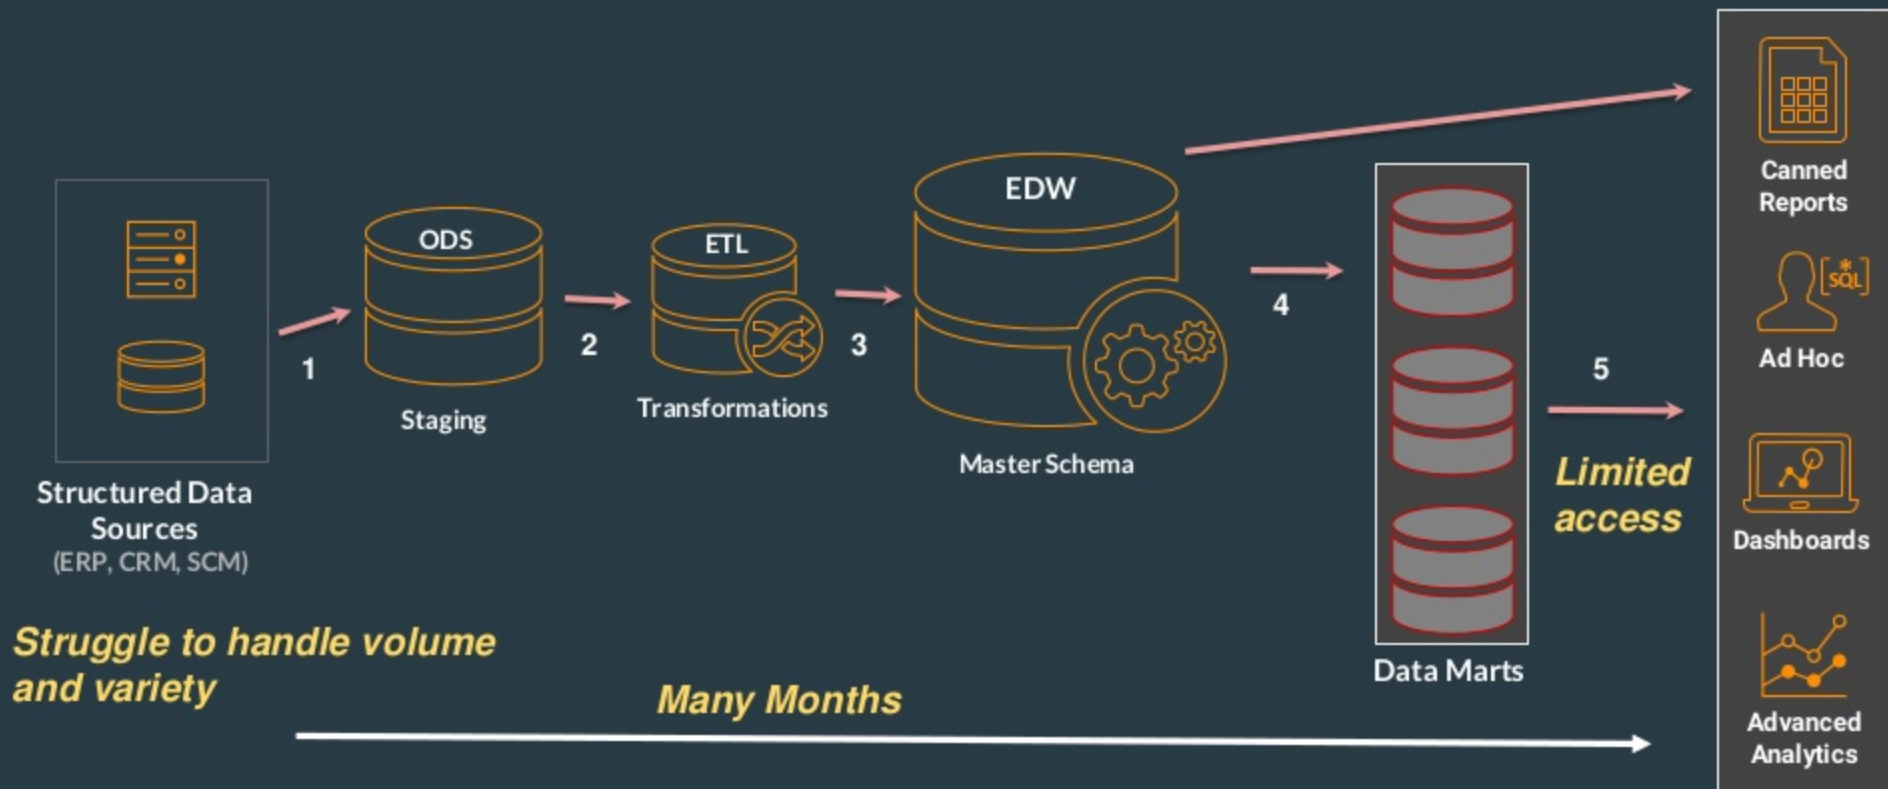 Structured Data
Sources
(ERP, CRM, SCM)
Struggle to handle volume
and variety
1
ODS
Staging
2
ETL
Transformations
3
EDW
Master Schema
4
Data Marts
Many Months
5
Limited
access
Canned
Reports
*
[SQL]
Ad Hoc
Dashboards
Advanced
Analytics